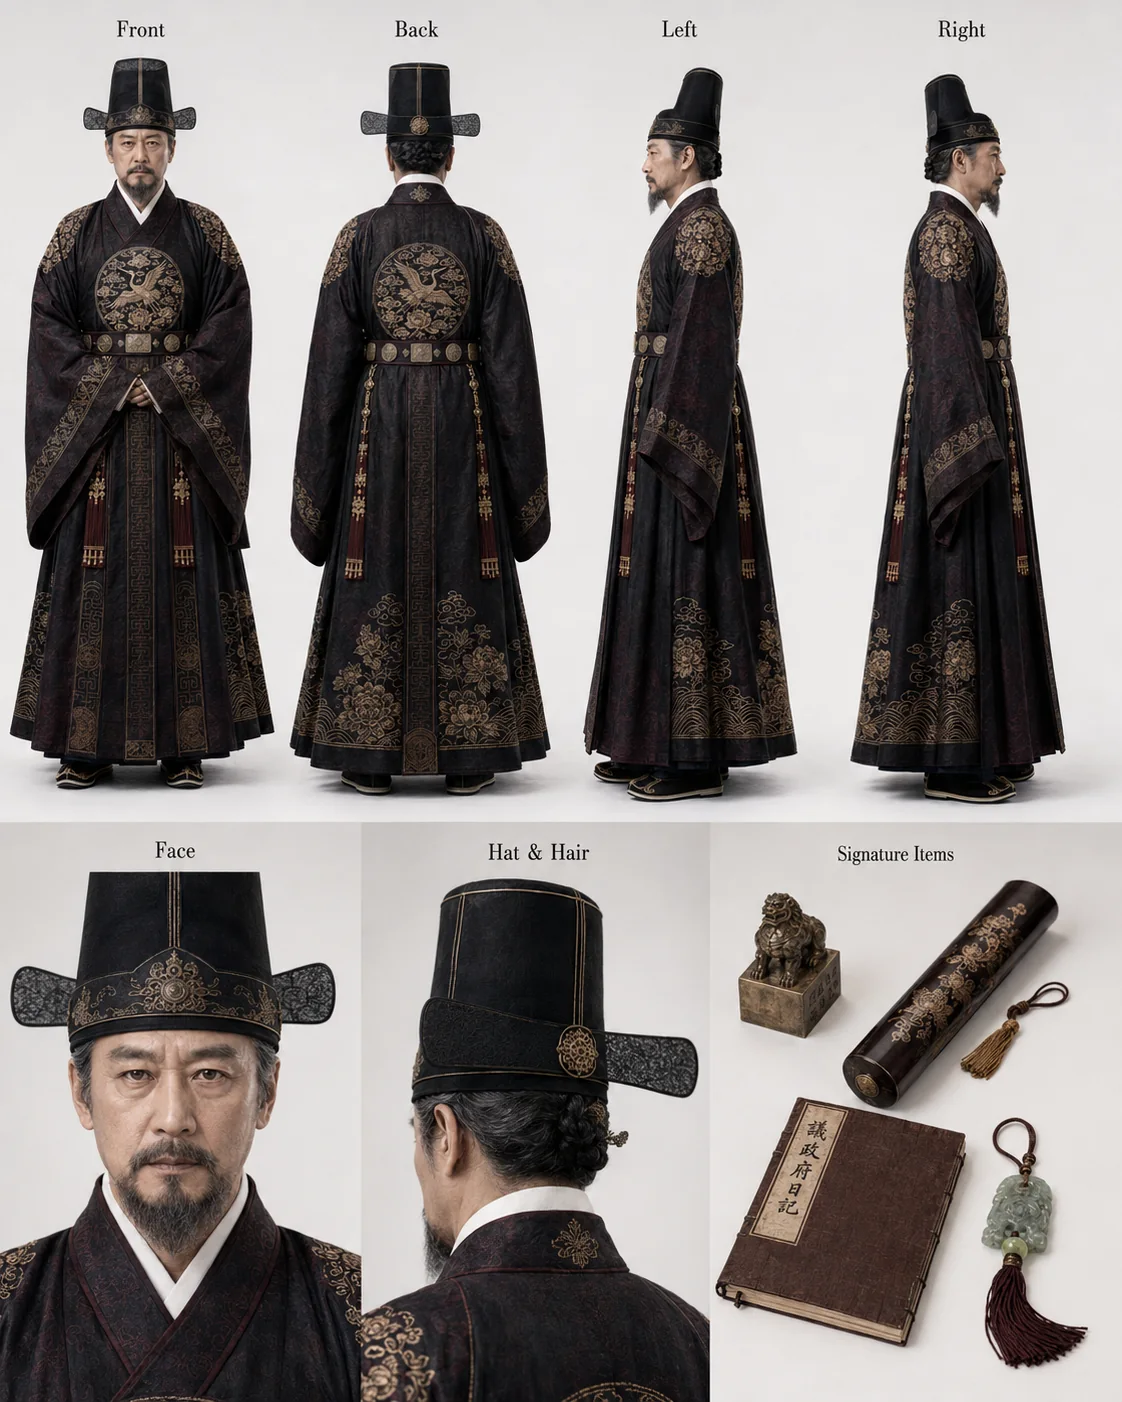 Front
Back
Left
Right
Face
Hat & Hair
Signature Items
議政府日記